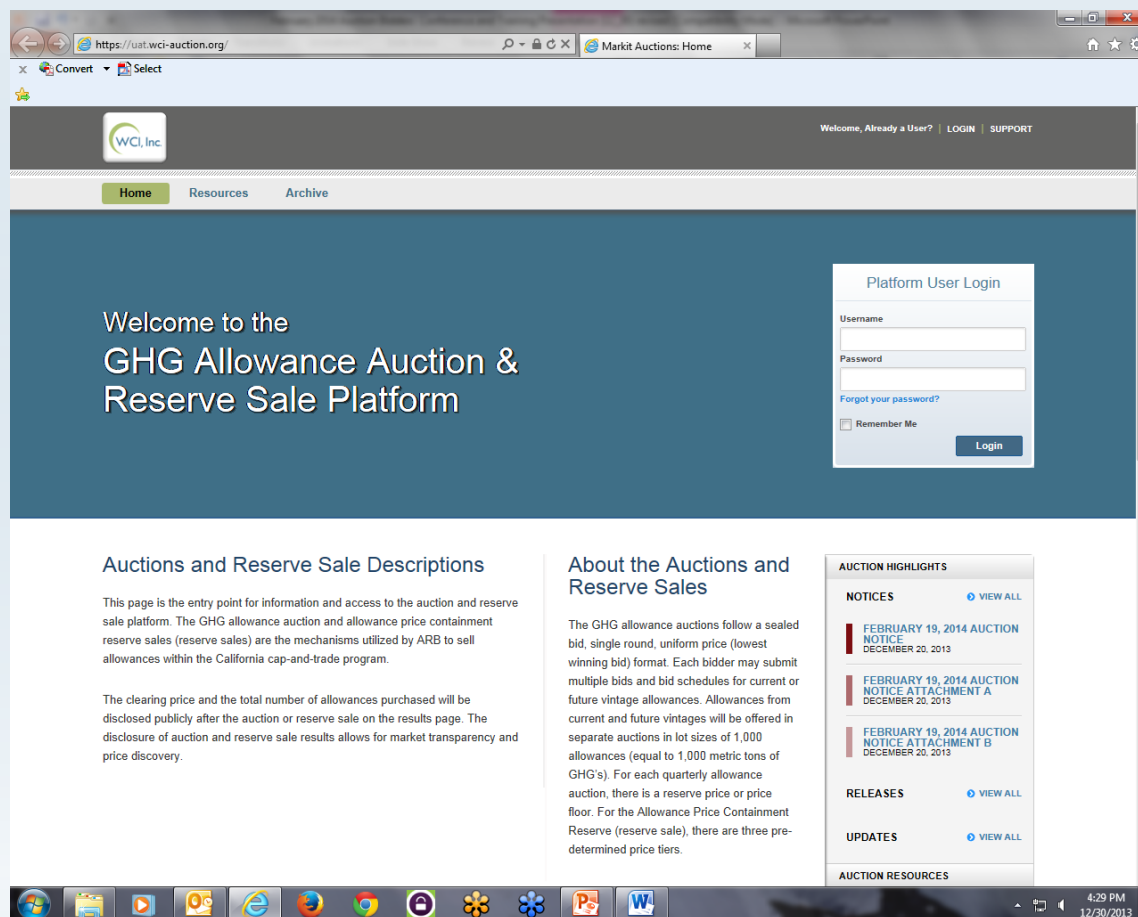 https://uat.wci-auction.org/
Markit Auctions: Home
x Convert Select
WCI, Inc.
Welcome, Already a User? | LOGIN | SUPPORT
Home Resources Archive
Welcome to the
GHG Allowance Auction &
Reserve Sale Platform
Platform User Login
Username
Password
Forgot your password?
Remember Me
Login
Auctions and Reserve Sale Descriptions
This page is the entry point for information and access to the auction and reserve
sale platform. The GHG allowance auction and allowance price containment
reserve sales (reserve sales) are the mechanisms utilized by ARB to sell
allowances within the California cap-and-trade program.
The clearing price and the total number of allowances purchased will be
disclosed publicly after the auction or reserve sale on the results page. The
disclosure of auction and reserve sale results allows for market transparency and
price discovery.
About the Auctions and
Reserve Sales
The GHG allowance auctions follow a sealed
bid, single round, uniform price (lowest
winning bid) format. Each bidder may submit
multiple bids and bid schedules for current or
future vintage allowances. Allowances from
current and future vintages will be offered in
separate auctions in lot sizes of 1,000
allowances (equal to 1,000 metric tons of
GHG's). For each quarterly allowance
auction, there is a reserve price or price
floor. For the Allowance Price Containment
Reserve (reserve sale), there are three pre-
determined price tiers.
AUCTION HIGHLIGHTS
NOTICES VIEW ALL
FEBRUARY 19, 2014 AUCTION
NOTICE
DECEMBER 20, 2013
FEBRUARY 19, 2014 AUCTION
NOTICE ATTACHMENT A
DECEMBER 20, 2013
FEBRUARY 19, 2014 AUCTION
NOTICE ATTACHMENT B
DECEMBER 20, 2013
RELEASES VIEW ALL
UPDATES VIEW ALL
AUCTION RESOURCES
4:29 PM
12/30/2013